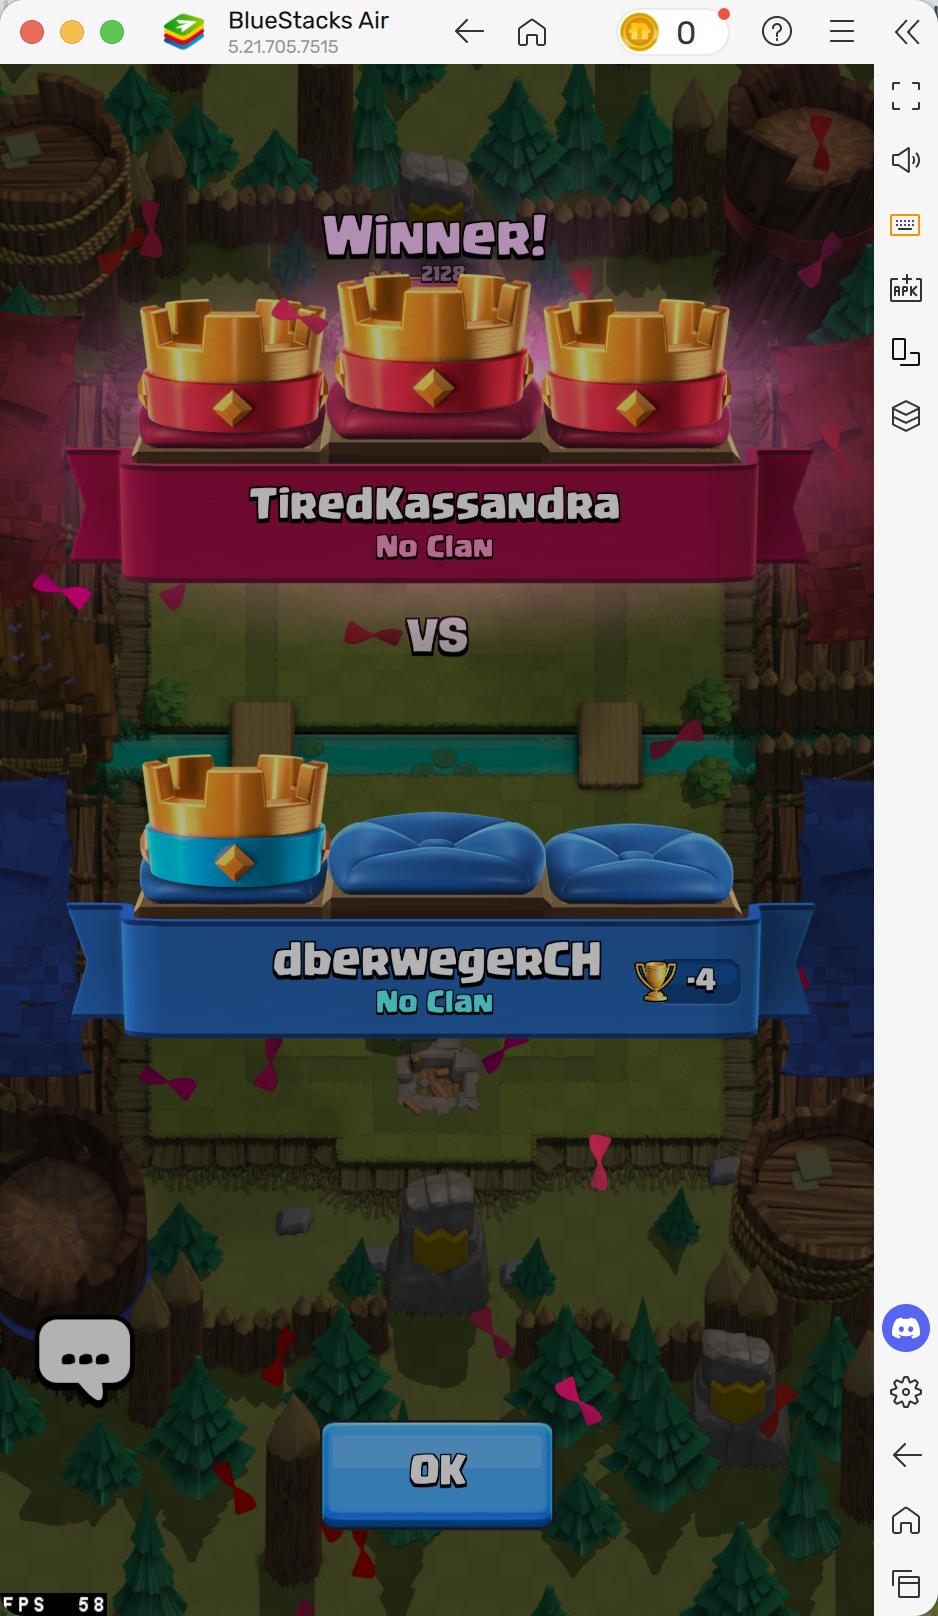 BlueStacks Air
5.21.705.7515
0
APK
Winner!
2128
TiredKassandra
No Clan
VS
dberwegerCH
-4
No Clan
...
OK
FPS 58